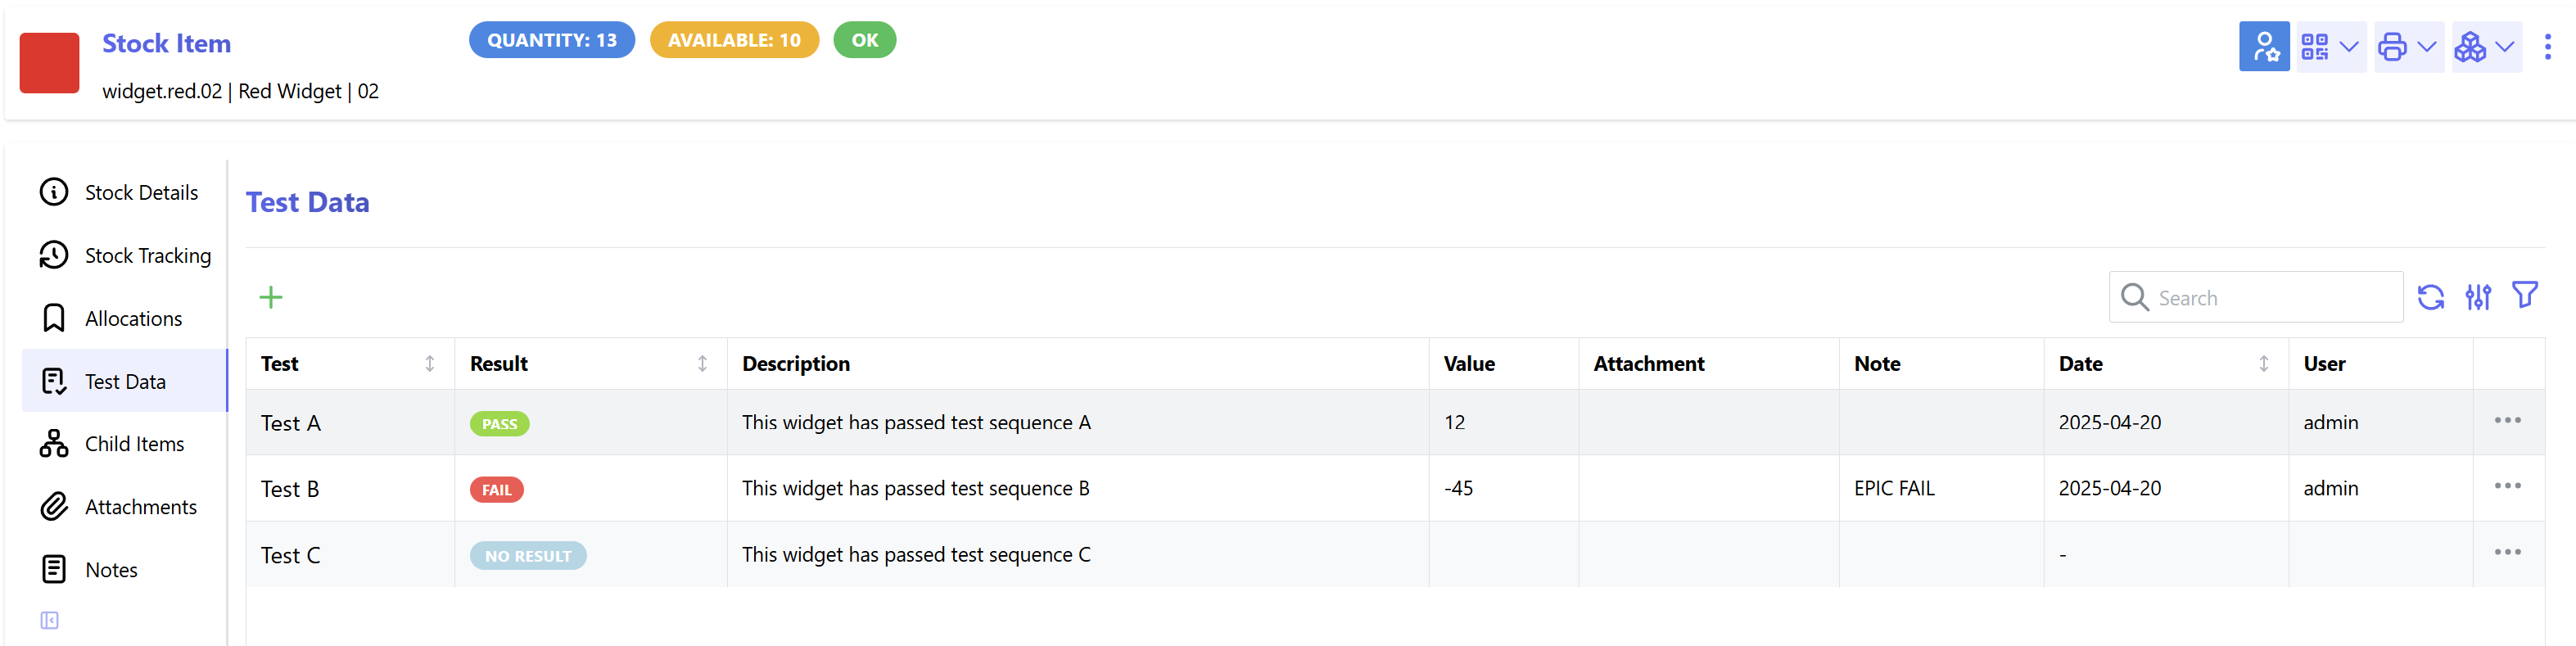 Stock Item
QUANTITY: 13 AVAILABLE: 10 OK
widget.red.02 | Red Widget | 02
Stock Details
Stock Tracking
Allocations
Test Data
Child Items
Attachments
Notes
Test Data
Search
Test Result Description Value Attachment Note Date User
Test A PASS This widget has passed test sequence A 12 2025-04-20 admin
Test B FAIL This widget has passed test sequence B -45 EPIC FAIL 2025-04-20 admin
Test C NO RESULT This widget has passed test sequence C -